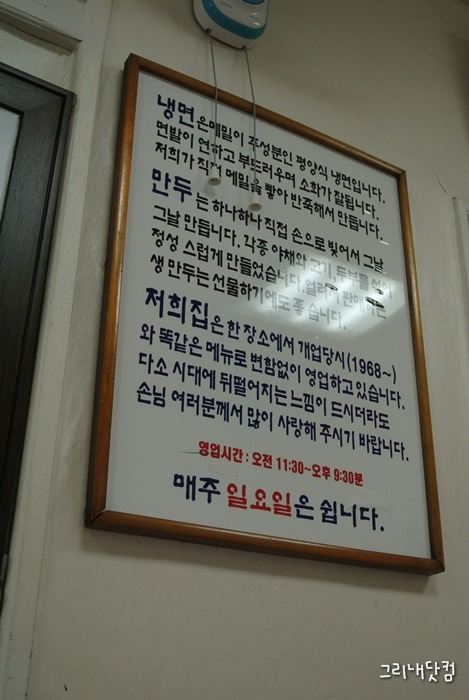 냉면은메밀이 주성분인 평양식 냉면입니다.
면발이 연하고 부드러우며 소화가 잘됩니다.
저희가 직접 메밀을 빻아 반죽해서 만듭니다.
만두는 하나하나 직접 손으로 빚어서 그날
그날 만듭니다. 각종 야채와 고기, 두부를 섞어
정성 스럽게 만들었습니다. 얼려서 판매하는
생 만두는 선물하기에도 좋습니다.
저희집은 한 장소에서 개업당시(1968~)
와 똑같은 메뉴로 변함없이 영업하고 있습니다.
다소 시대에 뒤떨어지는 느낌이 드시더라도
손님 여러분께서 많이 사랑해 주시기 바랍니다.
영업시간 : 오전 11:30~오후 9:30분
매주 일요일은 쉽니다.
그리내닷컴